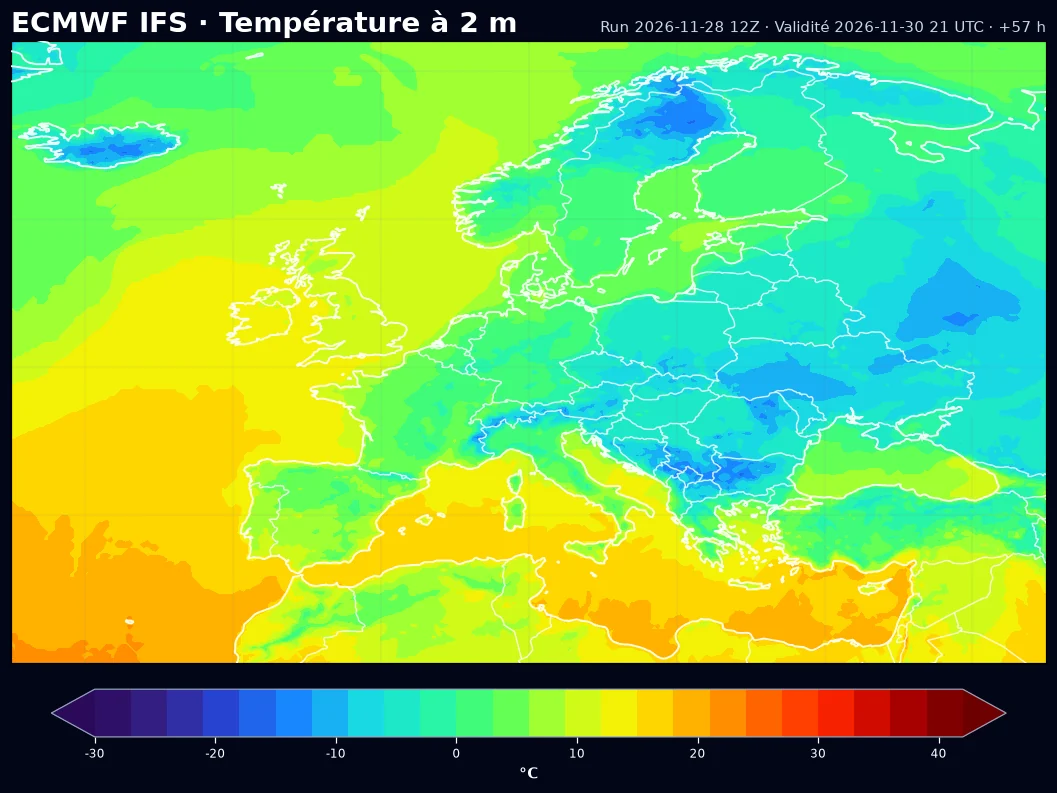 ECMWF IFS · Température à 2 m
Run 2026-11-28 12Z · Validité 2026-11-30 21 UTC · +57 h
-30 -20 -10 0 10 20 30 40
°C